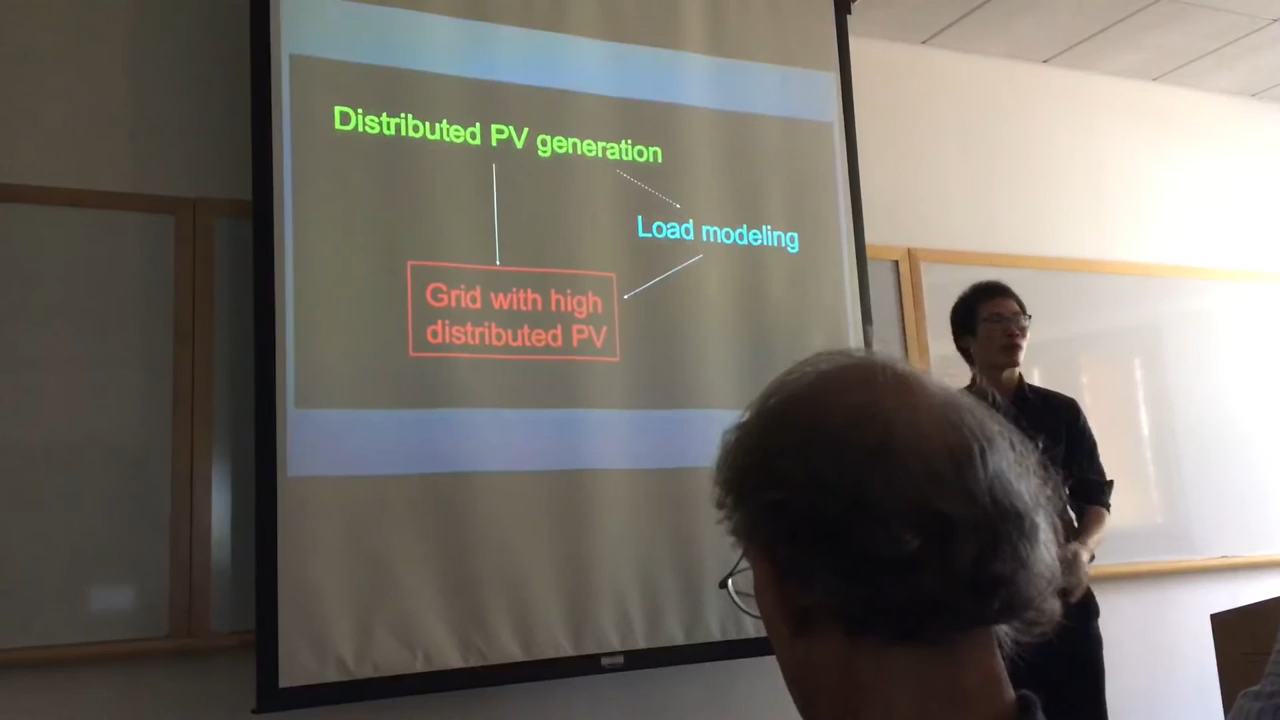 Distributed PV generation
Load modeling
Grid with high
distributed PV